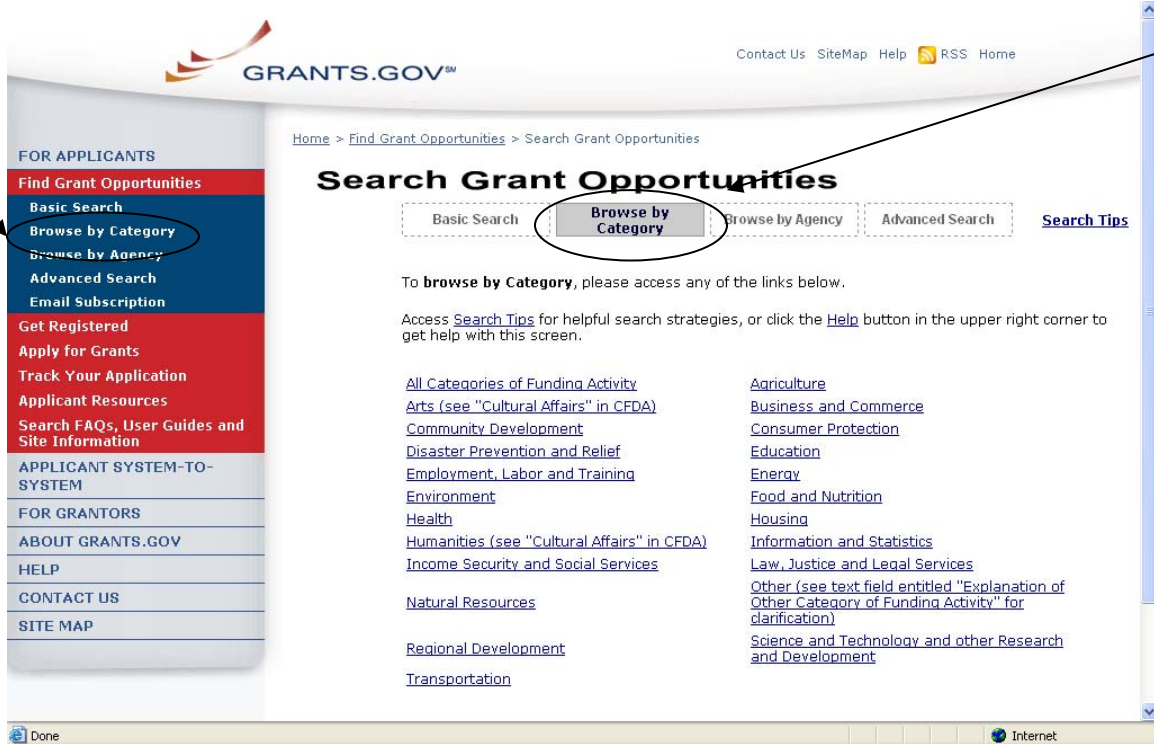 GRANTS.GOV℠
Contact Us SiteMap Help RSS Home
FOR APPLICANTS
Find Grant Opportunities
Basic Search
Browse by Category
Browse by Agency
Advanced Search
Email Subscription
Get Registered
Apply for Grants
Track Your Application
Applicant Resources
Search FAQs, User Guides and
Site Information
APPLICANT SYSTEM-TO-
SYSTEM
FOR GRANTORS
ABOUT GRANTS.GOV
HELP
CONTACT US
SITE MAP
Home > Find Grant Opportunities > Search Grant Opportunities
Search Grant Opportunities
Basic Search
Browse by
Category
Browse by Agency
Advanced Search
Search Tips
To browse by Category, please access any of the links below.
Access Search Tips for helpful search strategies, or click the Help button in the upper right corner to
get help with this screen.
All Categories of Funding Activity
Agriculture
Arts (see "Cultural Affairs" in CFDA)
Business and Commerce
Community Development
Consumer Protection
Disaster Prevention and Relief
Education
Employment, Labor and Training
Energy
Environment
Food and Nutrition
Health
Housing
Humanities (see "Cultural Affairs" in CFDA)
Information and Statistics
Income Security and Social Services
Law, Justice and Legal Services
Natural Resources
Other (see text field entitled "Explanation of
Other Category of Funding Activity" for
clarification)
Regional Development
Science and Technology and other Research
and Development
Transportation
Done
Internet